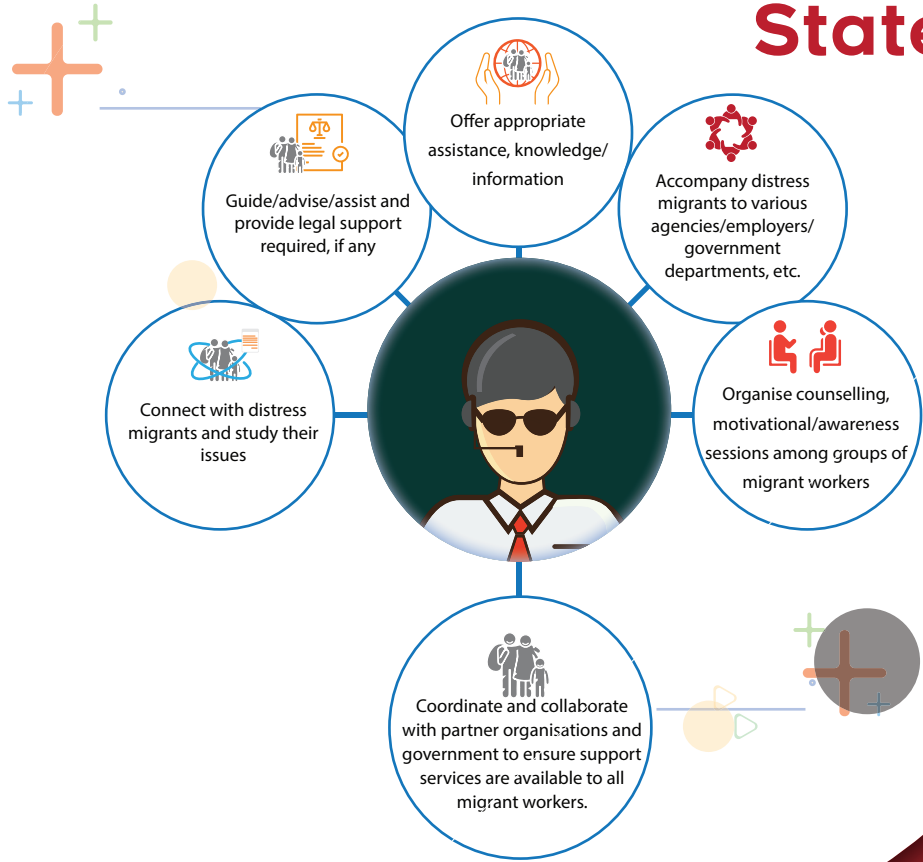 State
Offer appropriate
assistance, knowledge/
information
Guide/advise/assist and
provide legal support
required, if any
Accompany distress
migrants to various
agencies/employers/
government
departments, etc.
Connect with distress
migrants and study their
issues
Organise counselling,
motivational/awareness
sessions among groups of
migrant workers
Coordinate and collaborate
with partner organisations and
government to ensure support
services are available to all
migrant workers.